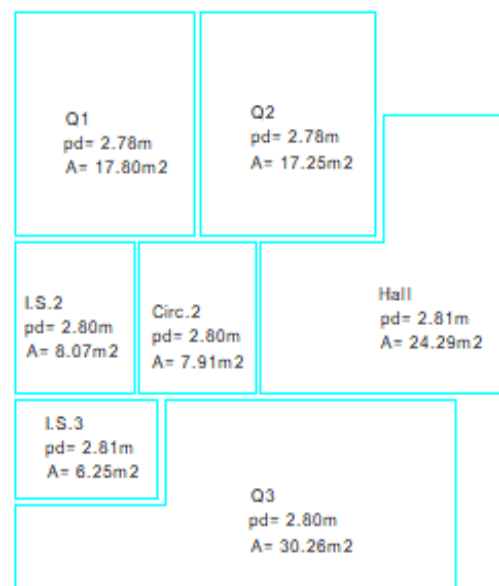 Q1
pd= 2.78m
A= 17.80m2
Q2
pd= 2.78m
A= 17.25m2
I.S.2
pd= 2.80m
A= 8.07m2
Circ.2
pd= 2.80m
A= 7.91m2
Hall
pd= 2.81m
A= 24.29m2
I.S.3
pd= 2.81m
A= 6.25m2
Q3
pd= 2.80m
A= 30.26m2